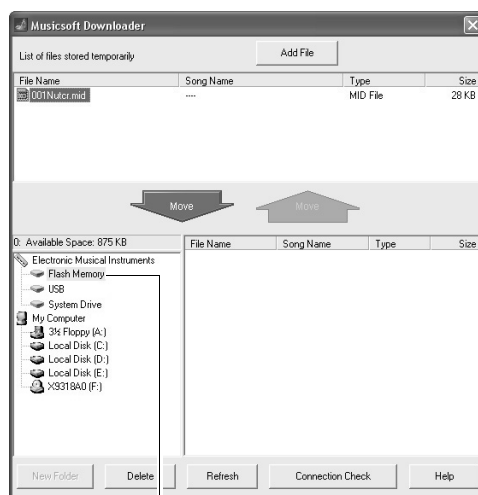 Musicsoft Downloader
List of files stored temporarily
Add File
File Name Song Name Type Size
001Nutcr.mid ---- MID File 28 KB
Move Move
0: Available Space: 875 KB
File Name Song Name Type Size
Electronic Musical Instruments
Flash Memory
USB
System Drive
My Computer
3½ Floppy (A:)
Local Disk (C:)
Local Disk (D:)
Local Disk (E:)
X9318A0 (F:)
New Folder Delete Refresh Connection Check Help